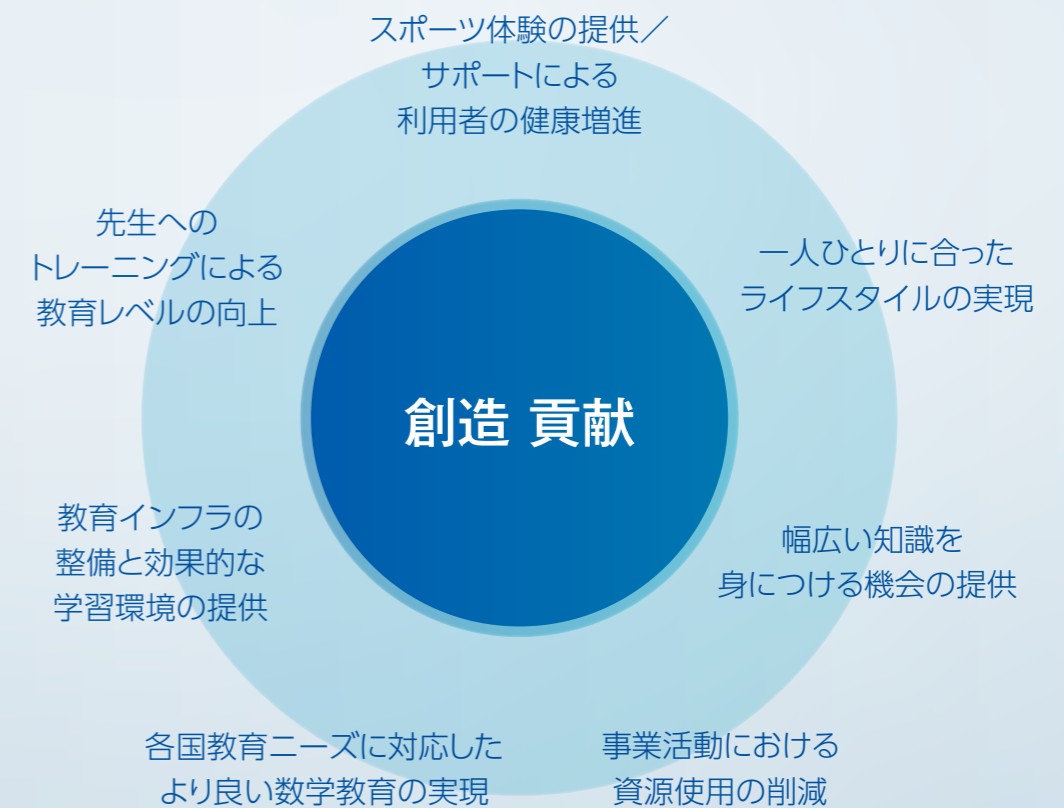 スポーツ体験の提供／
サポートによる
利用者の健康増進
一人ひとりに合った
ライフスタイルの実現
幅広い知識を
身につける機会の提供
事業活動における
資源使用の削減
各国教育ニーズに対応した
より良い数学教育の実現
教育インフラの
整備と効果的な
学習環境の提供
先生への
トレーニングによる
教育レベルの向上
創造 貢献